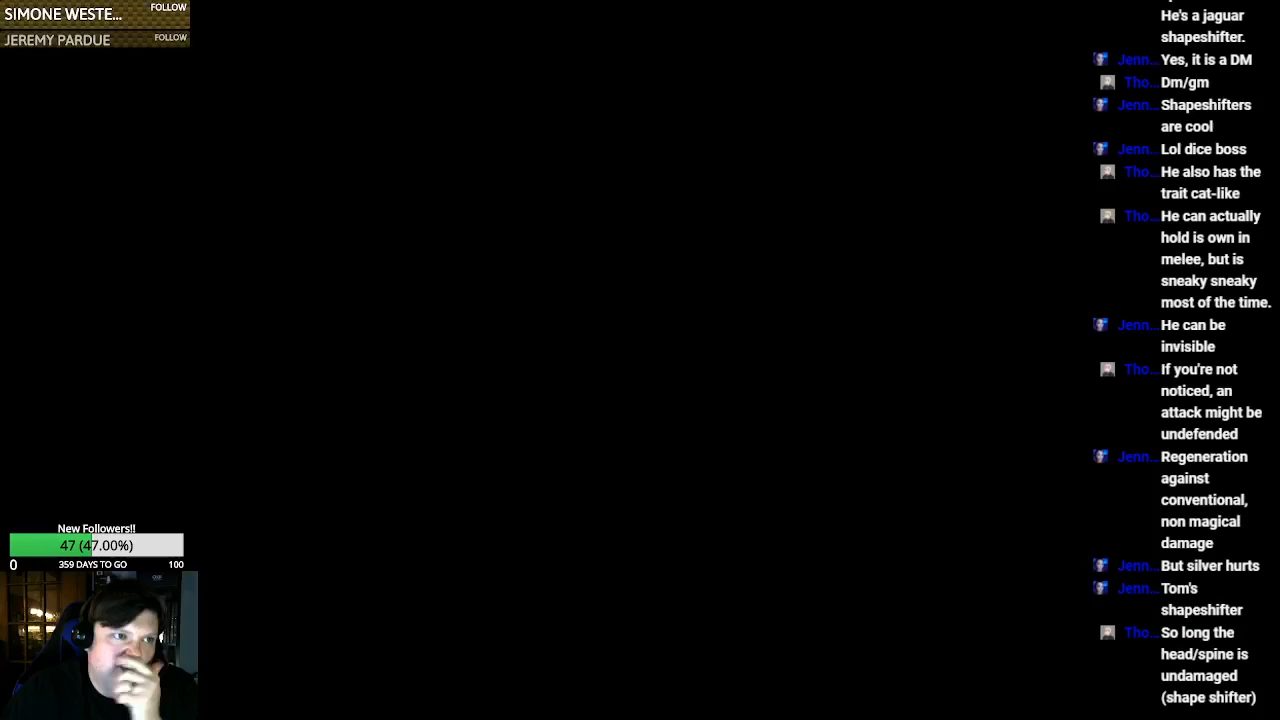 SIMONE WESTE... FOLLOW
JEREMY PARDUE FOLLOW
He's a jaguar
shapeshifter.
Jenn... Yes, it is a DM
Tho... Dm/gm
Jenn... Shapeshifters
are cool
Jenn... Lol dice boss
Tho... He also has the
trait cat-like
Tho... He can actually
hold is own in
melee, but is
sneaky sneaky
most of the time.
Jenn... He can be
invisible
Tho... If you're not
noticed, an
attack might be
undefended
Jenn... Regeneration
against
conventional,
non magical
damage
Jenn... But silver hurts
Jenn... Tom's
shapeshifter
Tho... So long the
head/spine is
undamaged
(shape shifter)
New Followers!!
47 (47.00%)
0 359 DAYS TO GO 100